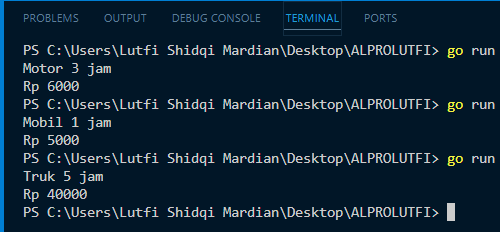 PROBLEMS OUTPUT DEBUG CONSOLE TERMINAL PORTS
PS C:\Users\Lutfi Shidqi Mardian\Desktop\ALPROLUTFI> go run
Motor 3 jam
Rp 6000
PS C:\Users\Lutfi Shidqi Mardian\Desktop\ALPROLUTFI> go run
Mobil 1 jam
Rp 5000
PS C:\Users\Lutfi Shidqi Mardian\Desktop\ALPROLUTFI> go run
Truk 5 jam
Rp 40000
PS C:\Users\Lutfi Shidqi Mardian\Desktop\ALPROLUTFI>